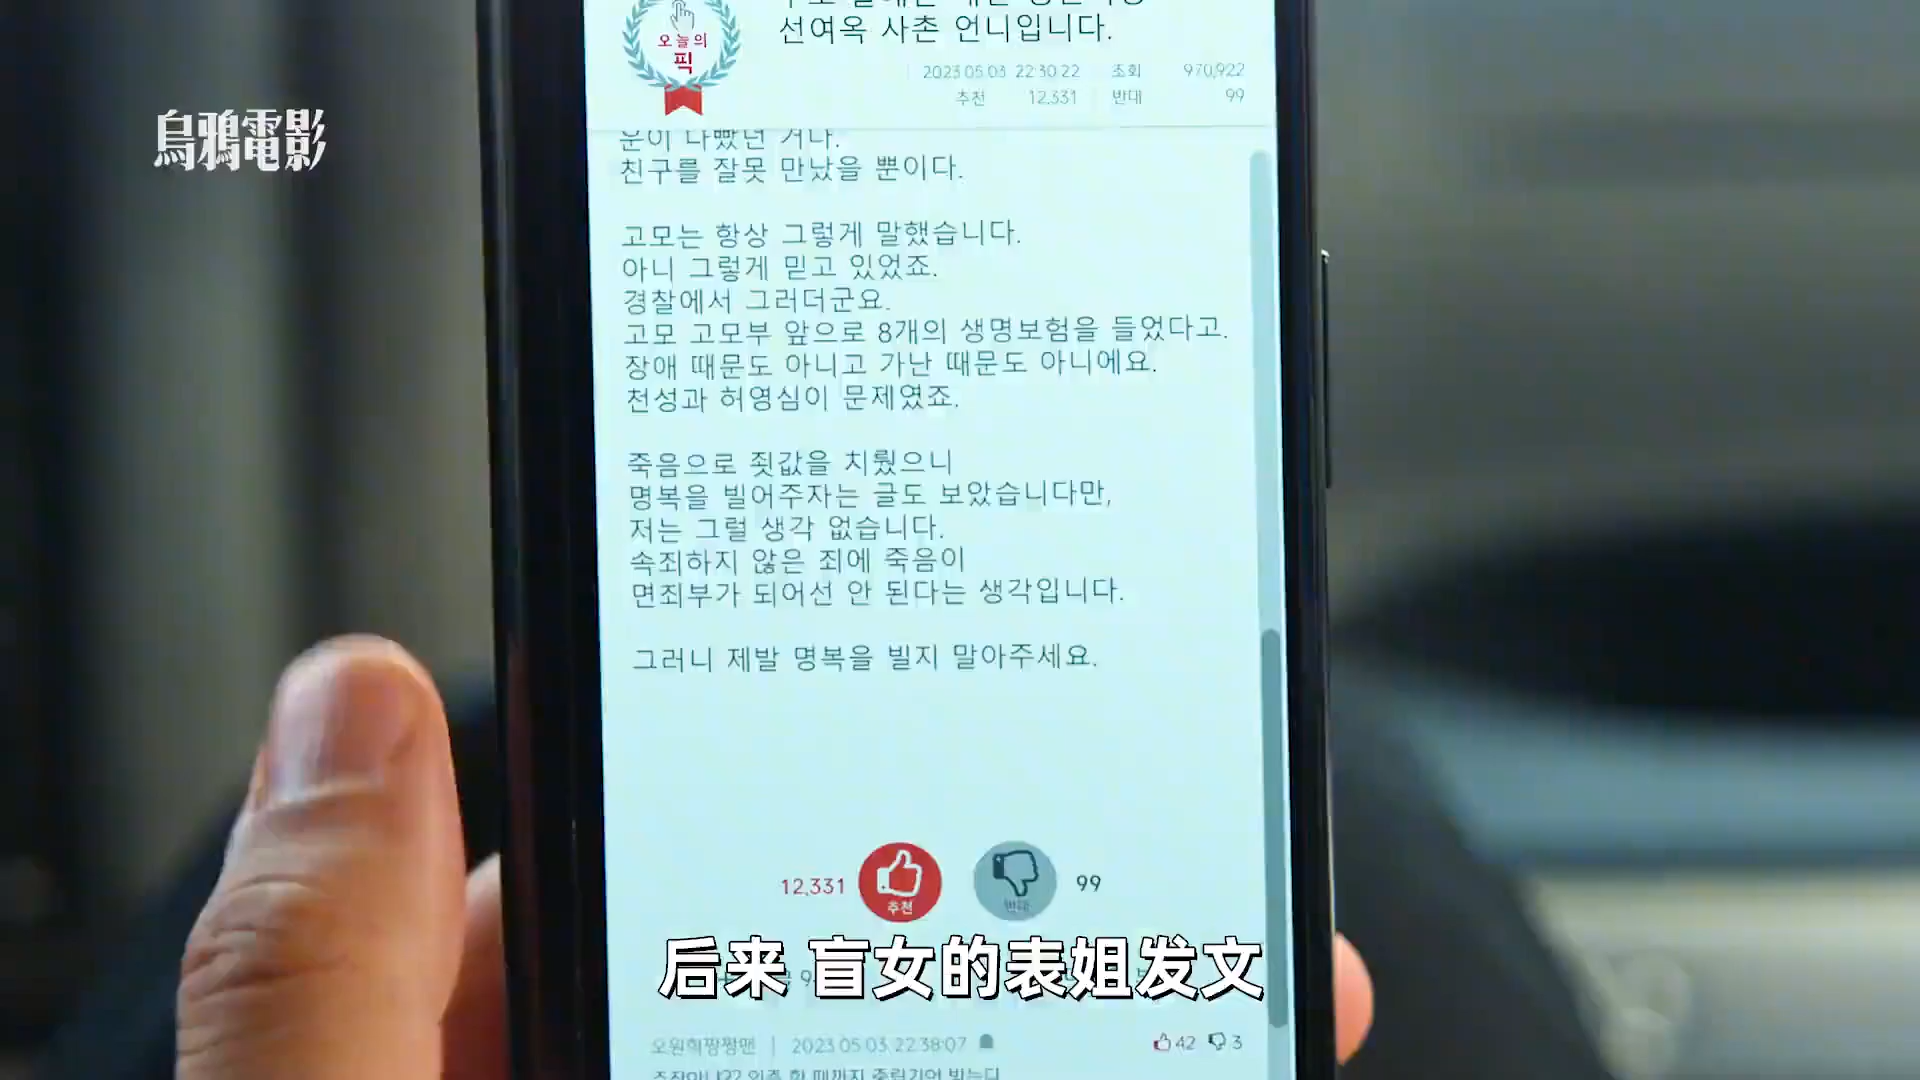 오늘의
픽
선여옥 사촌 언니입니다.
2023 05 03 22:30:22 조회 970,922
추천 12,331 반대 99
烏鴉電影
운이 나빴던 거다.
친구를 잘못 만났을 뿐이다.
고모는 항상 그렇게 말했습니다.
아니 그렇게 믿고 있었죠.
경찰에서 그러더군요.
고모 고모부 앞으로 8개의 생명보험을 들었다고.
장애 때문도 아니고 가난 때문도 아니에요.
천성과 허영심이 문제였죠.
죽음으로 죗값을 치뤘으니
명복을 빌어주자는 글도 보았습니다만,
저는 그럴 생각 없습니다.
속죄하지 않은 죄에 죽음이
면죄부가 되어선 안 된다는 생각입니다.
그러니 제발 명복을 빌지 말아주세요.
12,331 추천 반대 99
后来 盲女的表姐发文
2023 05 03 22:38:07 42 3